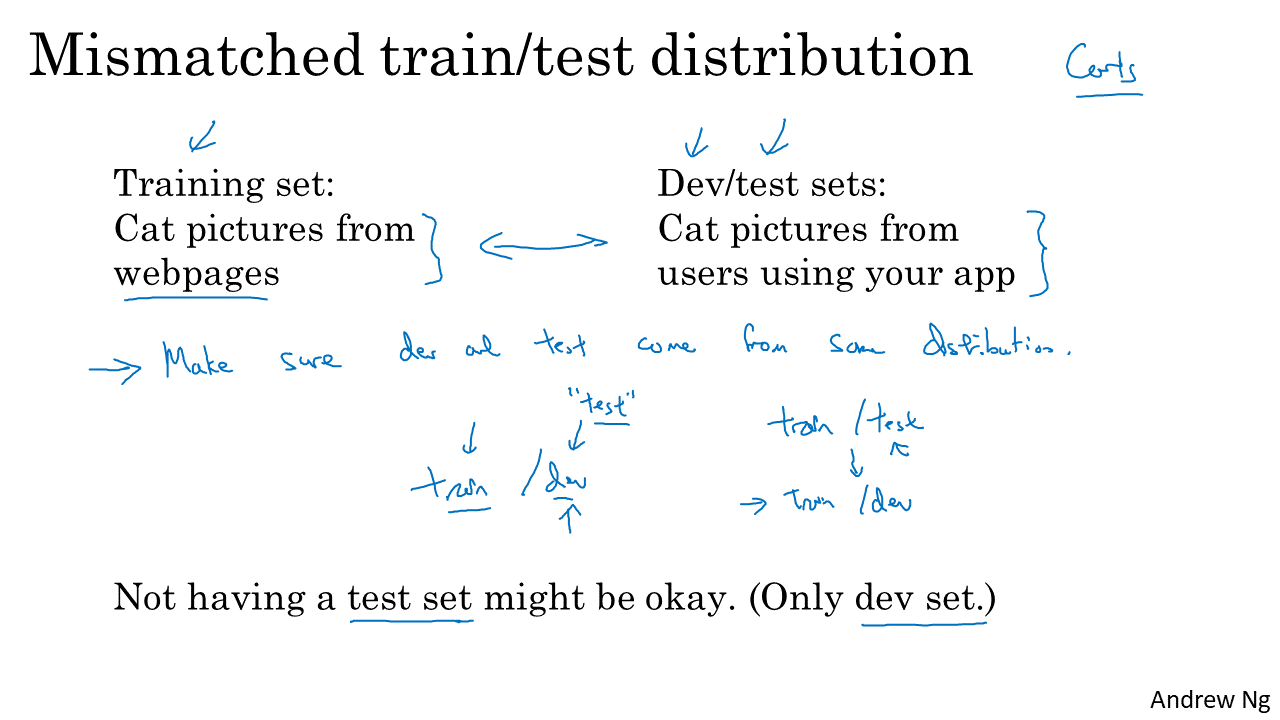 Mismatched train/test distribution
Training set:
Cat pictures from
webpages
Dev/test sets:
Cat pictures from
users using your app
Make sure dev and test come from same distribution.
"test"
train / dev
train / test
train / dev
Not having a test set might be okay. (Only dev set.)
Andrew Ng